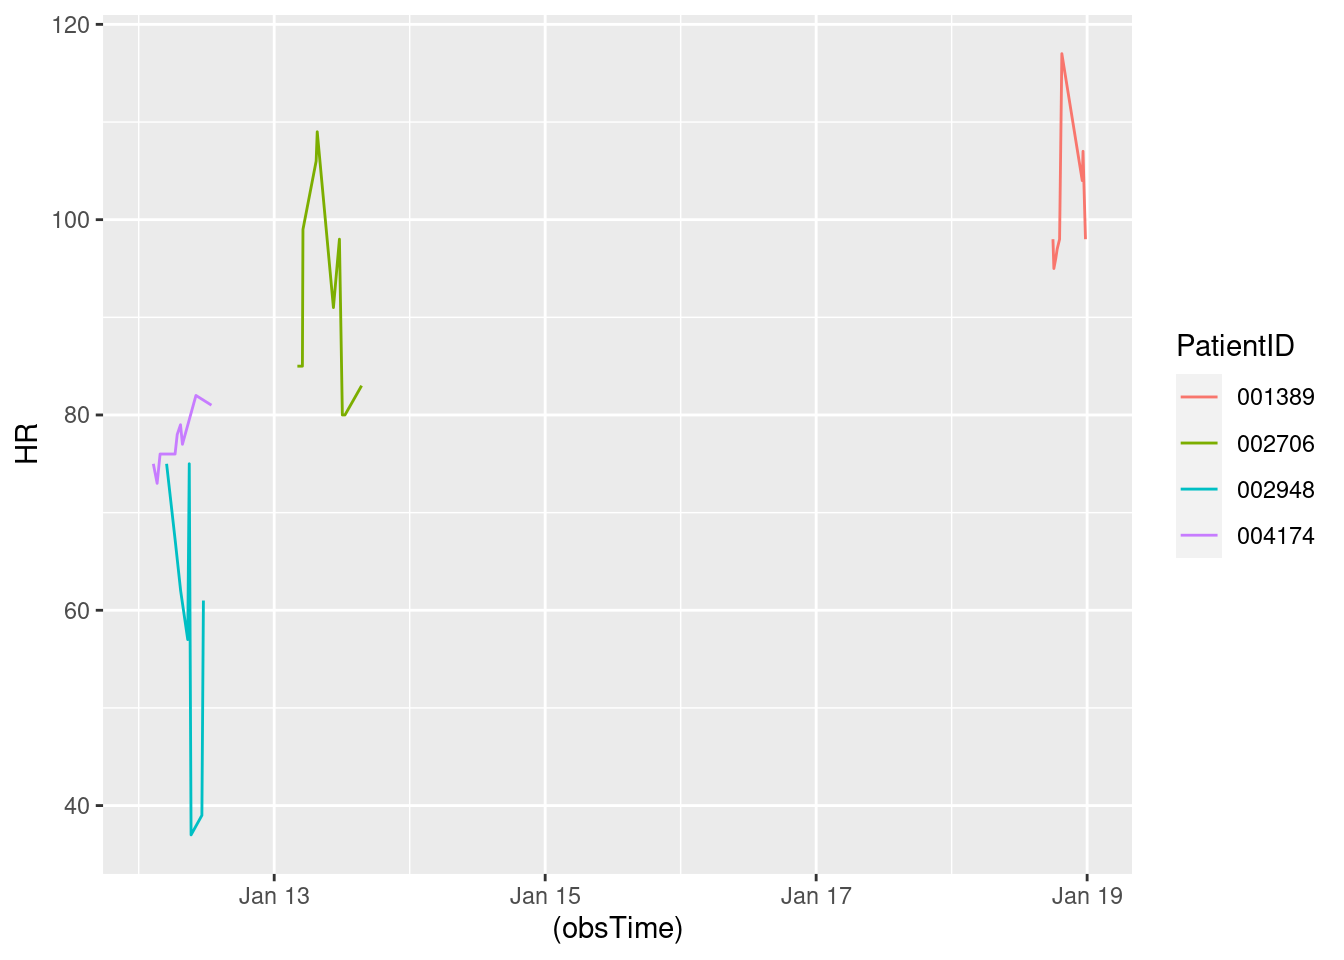 120
100
80
60
40
HR
Jan 13
Jan 15
Jan 17
Jan 19
(obsTime)
PatientID
001389
002706
002948
004174